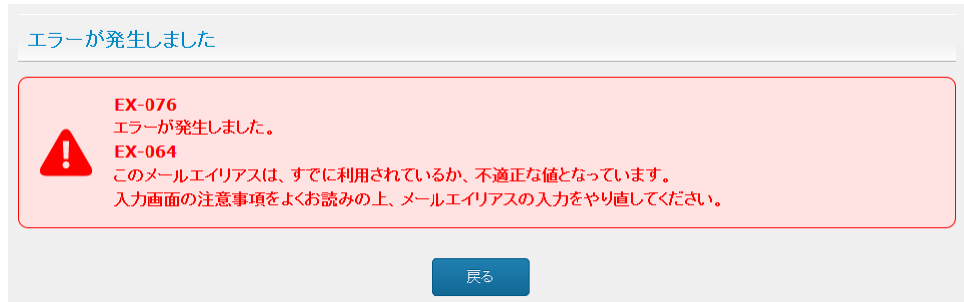 エラーが発生しました
EX-076
エラーが発生しました。
EX-064
このメールエイリアスは、すでに利用されているか、不適正な値となっています。
入力画面の注意事項をよくお読みの上、メールエイリアスの入力をやり直してください。
戻る